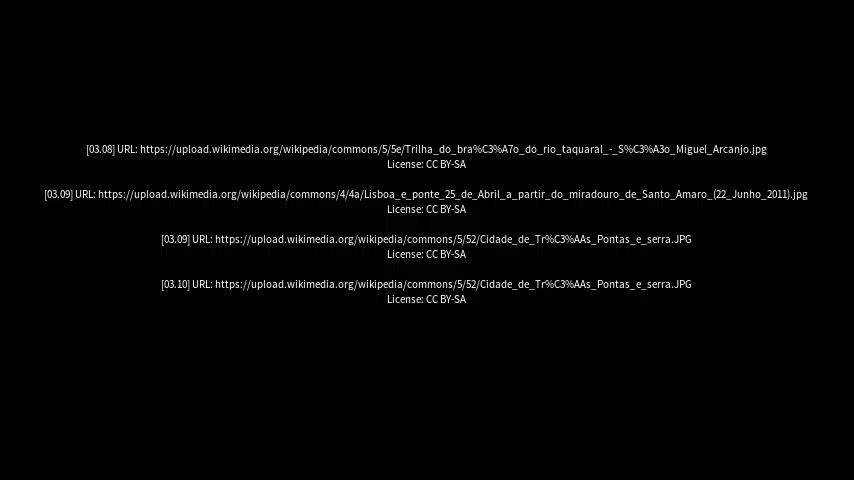 [03.08] URL: https://upload.wikimedia.org/wikipedia/commons/5/5e/Trilha_do_bra%C3%A7o_do_rio_taquaral_-_S%C3%A3o_Miguel_Arcanjo.jpg
License: CC BY-SA
[03.09] URL: https://upload.wikimedia.org/wikipedia/commons/4/4a/Lisboa_e_ponte_25_de_Abril_a_partir_do_miradouro_de_Santo_Amaro_(22_Junho_2011).jpg
License: CC BY-SA
[03.09] URL: https://upload.wikimedia.org/wikipedia/commons/5/52/Cidade_de_Tr%C3%AAs_Pontas_e_serra.JPG
License: CC BY-SA
[03.10] URL: https://upload.wikimedia.org/wikipedia/commons/5/52/Cidade_de_Tr%C3%AAs_Pontas_e_serra.JPG
License: CC BY-SA